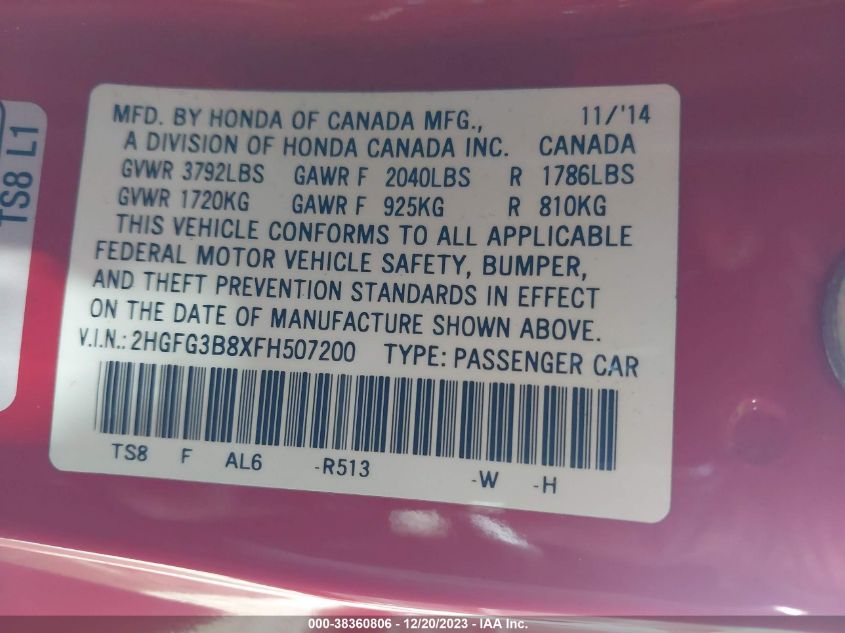 MFD. BY HONDA OF CANADA MFG., 11/'14
A DIVISION OF HONDA CANADA INC. CANADA
GVWR 3792LBS GAWR F 2040LBS R 1786LBS
GVWR 1720KG GAWR F 925KG R 810KG
THIS VEHICLE CONFORMS TO ALL APPLICABLE
FEDERAL MOTOR VEHICLE SAFETY, BUMPER,
AND THEFT PREVENTION STANDARDS IN EFFECT
ON THE DATE OF MANUFACTURE SHOWN ABOVE.
V.I.N.: 2HGFG3B8XFH507200 TYPE: PASSENGER CAR
TS8 F AL6 -R513 -W -H
TS8 L1
000-38360806 - 12/20/2023 - IAA Inc.